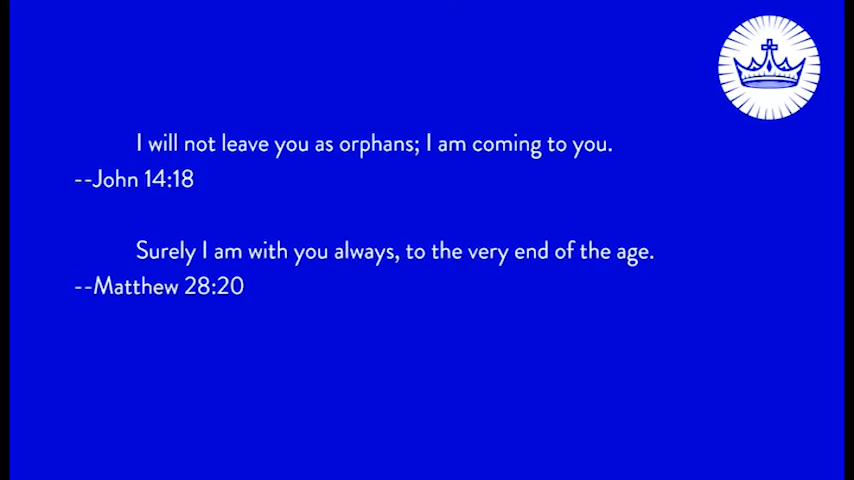 I will not leave you as orphans; I am coming to you.
--John 14:18
Surely I am with you always, to the very end of the age.
--Matthew 28:20